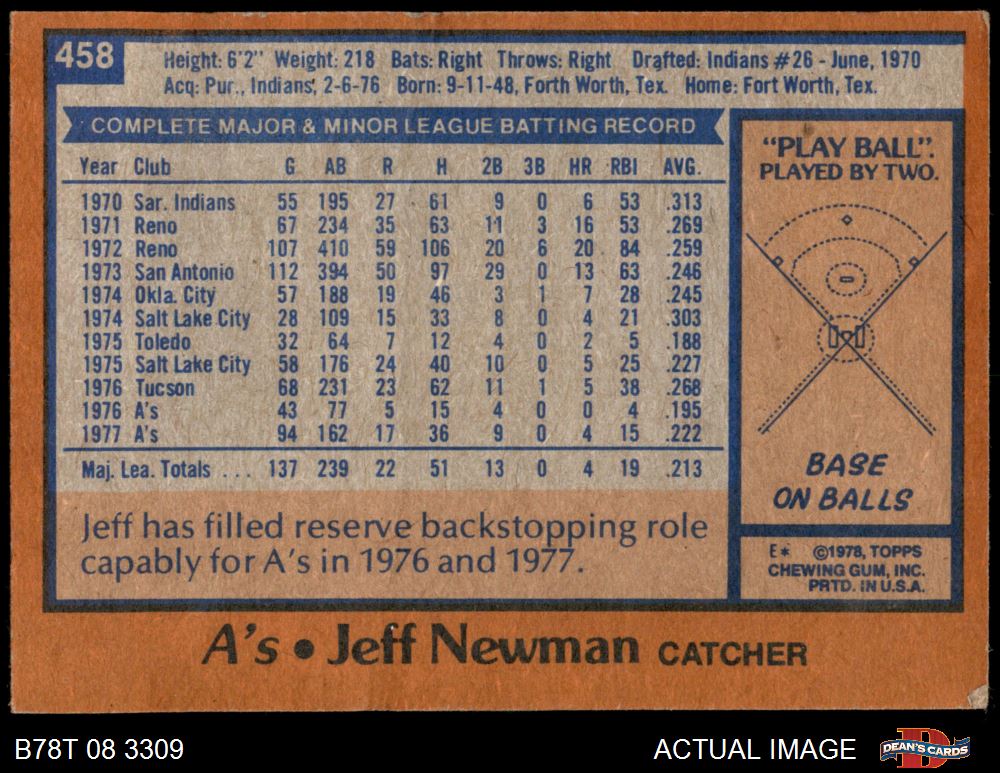 458
Height: 6'2" Weight: 218 Bats: Right Throws: Right Drafted: Indians #26 - June, 1970
Acq: Pur., Indians, 2-6-76 Born: 9-11-48, Forth Worth, Tex. Home: Fort Worth, Tex.
COMPLETE MAJOR & MINOR LEAGUE BATTING RECORD
Year Club G AB R H 2B 3B HR RBI AVG.
1970 Sar. Indians 55 195 27 61 9 0 6 53 .313
1971 Reno 67 234 35 63 11 3 16 53 .269
1972 Reno 107 410 59 106 20 6 20 84 .259
1973 San Antonio 112 394 50 97 29 0 13 63 .246
1974 Okla. City 57 188 19 46 3 1 7 28 .245
1974 Salt Lake City 28 109 15 33 8 0 4 21 .303
1975 Toledo 32 64 7 12 4 0 2 5 .188
1975 Salt Lake City 58 176 24 40 10 0 5 25 .227
1976 Tucson 68 231 23 62 11 1 5 38 .268
1976 A's 43 77 5 15 4 0 0 4 .195
1977 A's 94 162 17 36 9 0 4 15 .222
Maj. Lea. Totals . . . 137 239 22 51 13 0 4 19 .213
Jeff has filled reserve backstopping role
capably for A's in 1976 and 1977.
"PLAY BALL".
PLAYED BY TWO.
BASE
ON BALLS
E* ©1978, TOPPS
CHEWING GUM, INC.
PRTD. IN U.S.A.
A's • Jeff Newman CATCHER
B78T 08 3309
ACTUAL IMAGE
DEAN'S CARDS